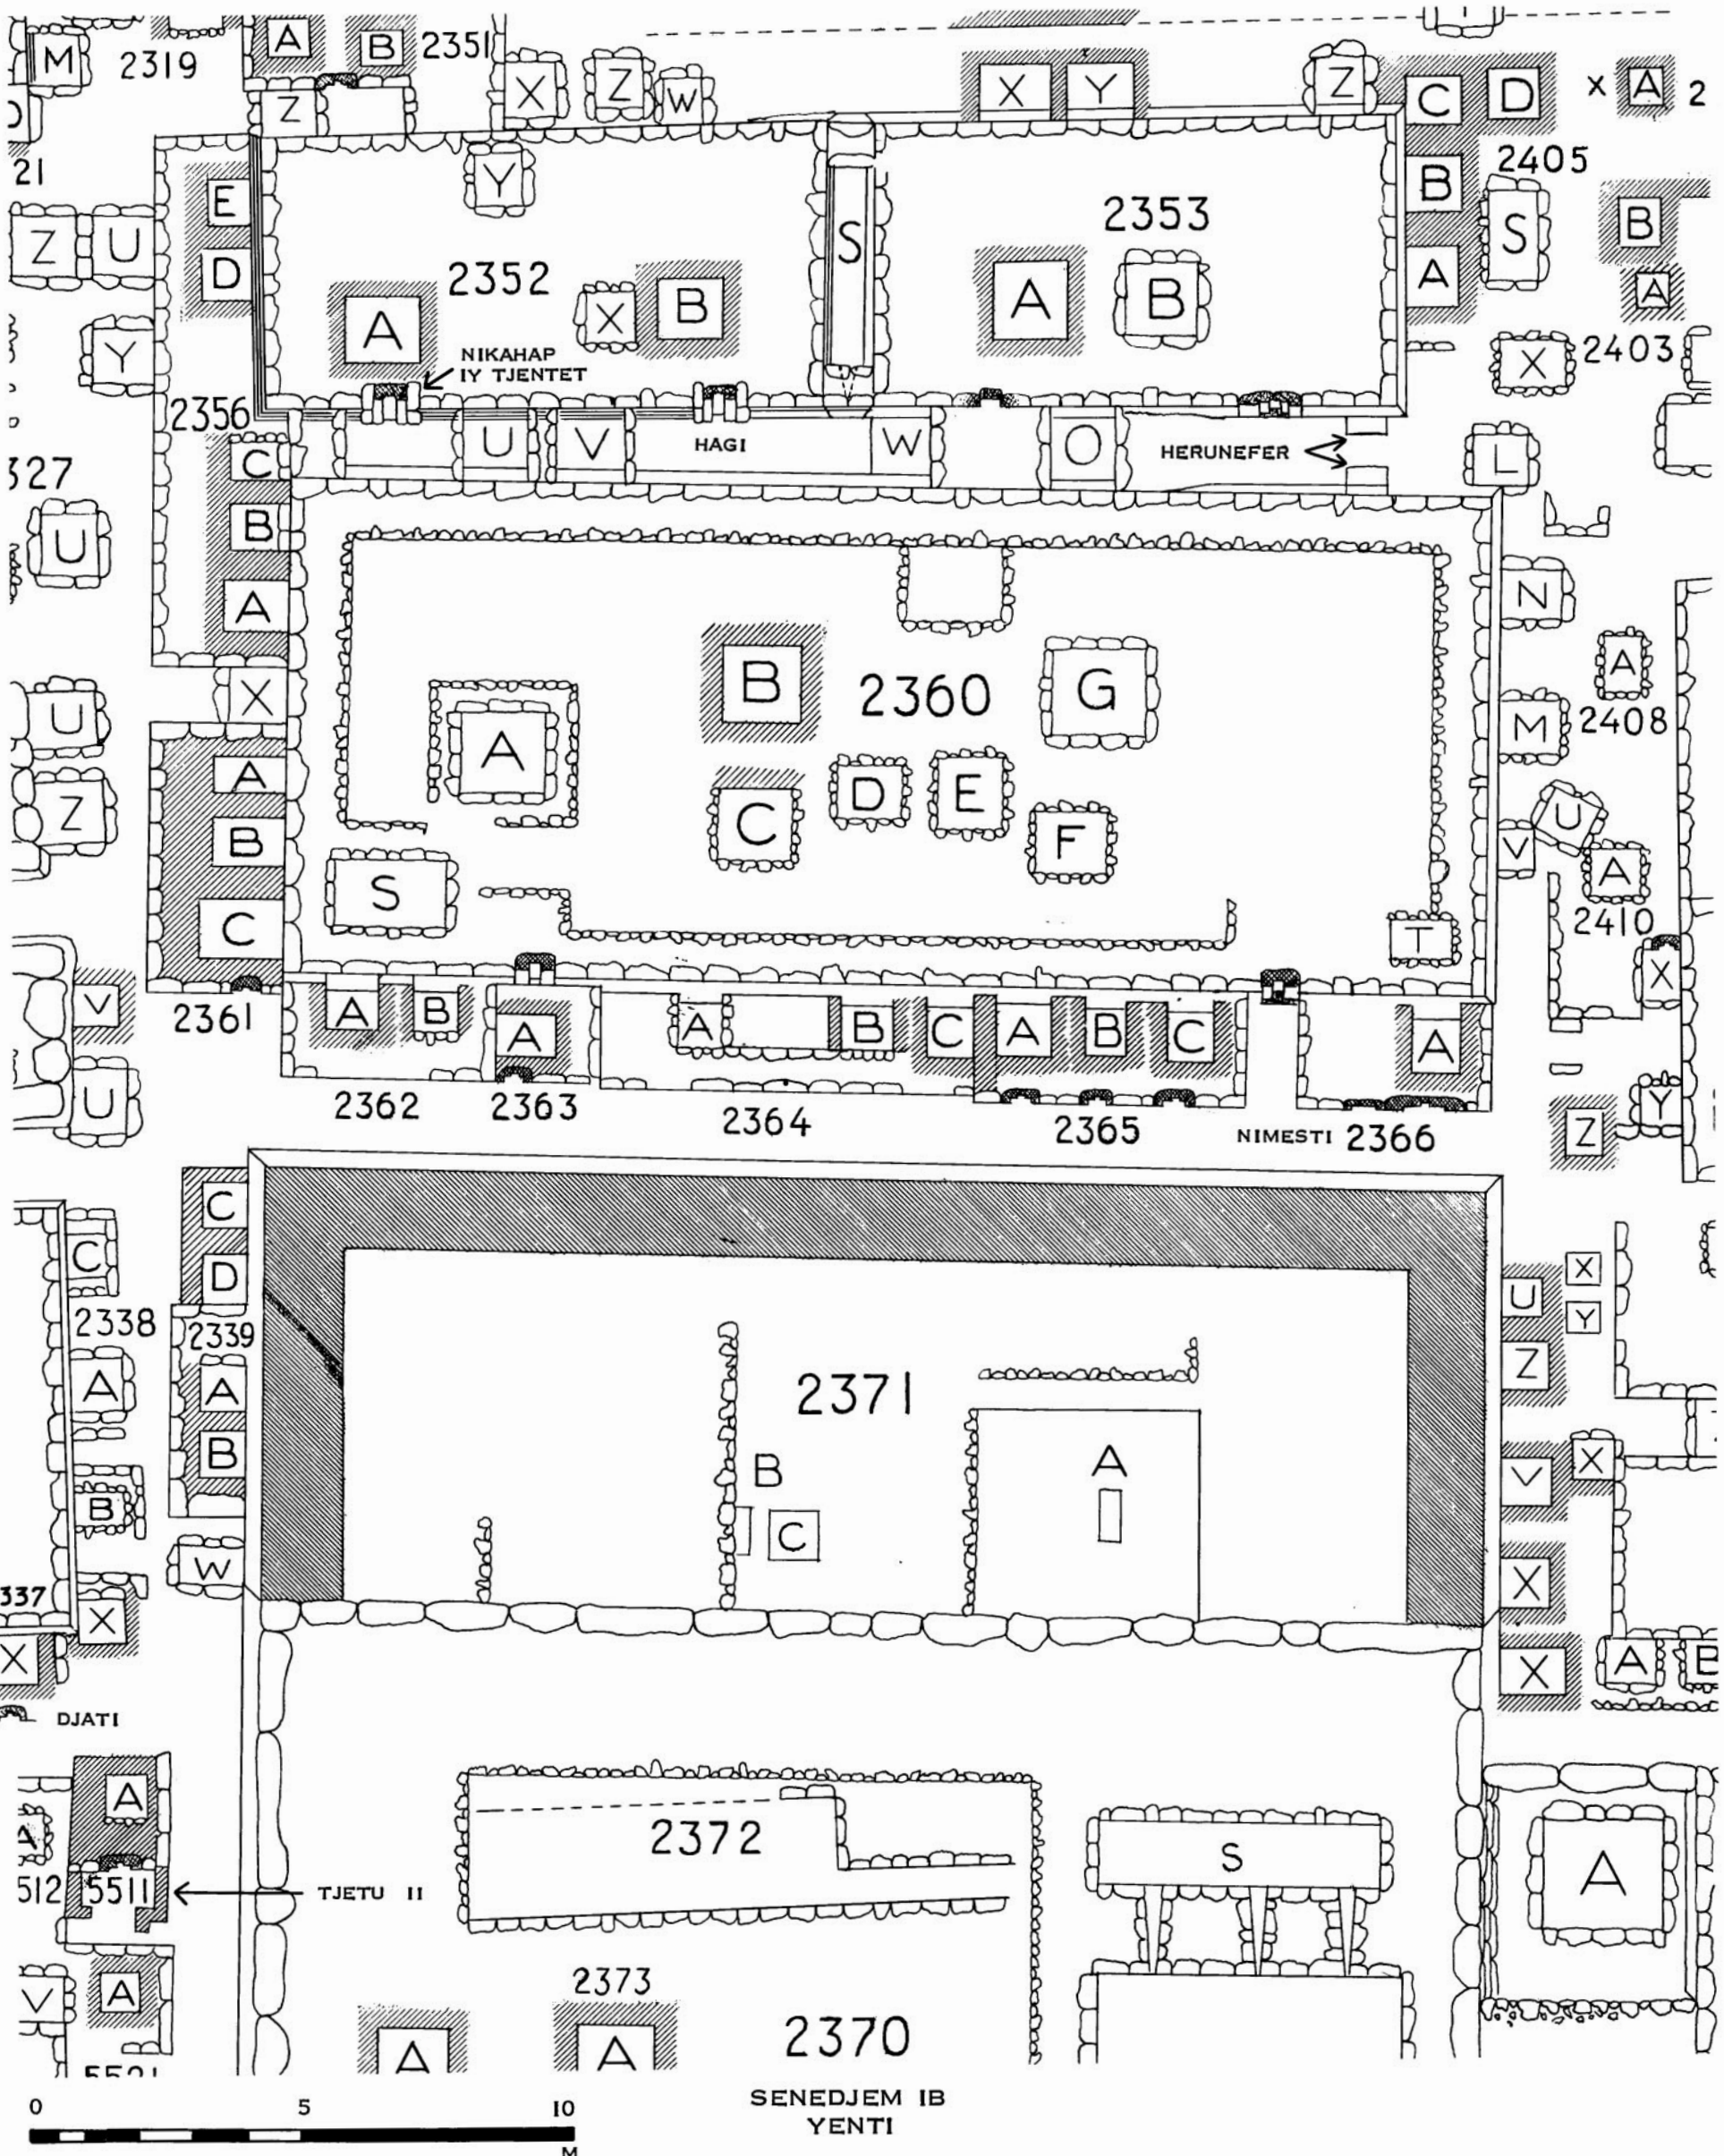 M
2319
A
B
2351
X
Z
W
X
Y
Z
C
D
X
A
2
Z
21
E
Y
S
2353
B
2405
S
B
Z
U
D
2352
A
X
B
A
B
A
A
Y
NIKAHAP
IY TJENTET
X
2403
2356
U
V
HAGI
W
O
HERUNEFER
L
C
327
B
U
A
N
A
X
B
2360
G
U
M
2408
A
A
Z
B
C
D
E
F
U
V
A
C
S
T
2410
V
2361
A
B
A
A
B
C
A
B
C
A
X
U
2362
2363
2364
2365
NIMESTI
2366
Z
Y
C
C
D
U
X
Y
2338
2339
Z
A
A
2371
B
B
B
A
V
X
C
W
X
337
X
X
X
A
B
DJATI
A
2372
S
A
512
5511
TJETU II
V
A
2373
2370
A
A
0
5
10
M
SENEDJEM IB
YENTI